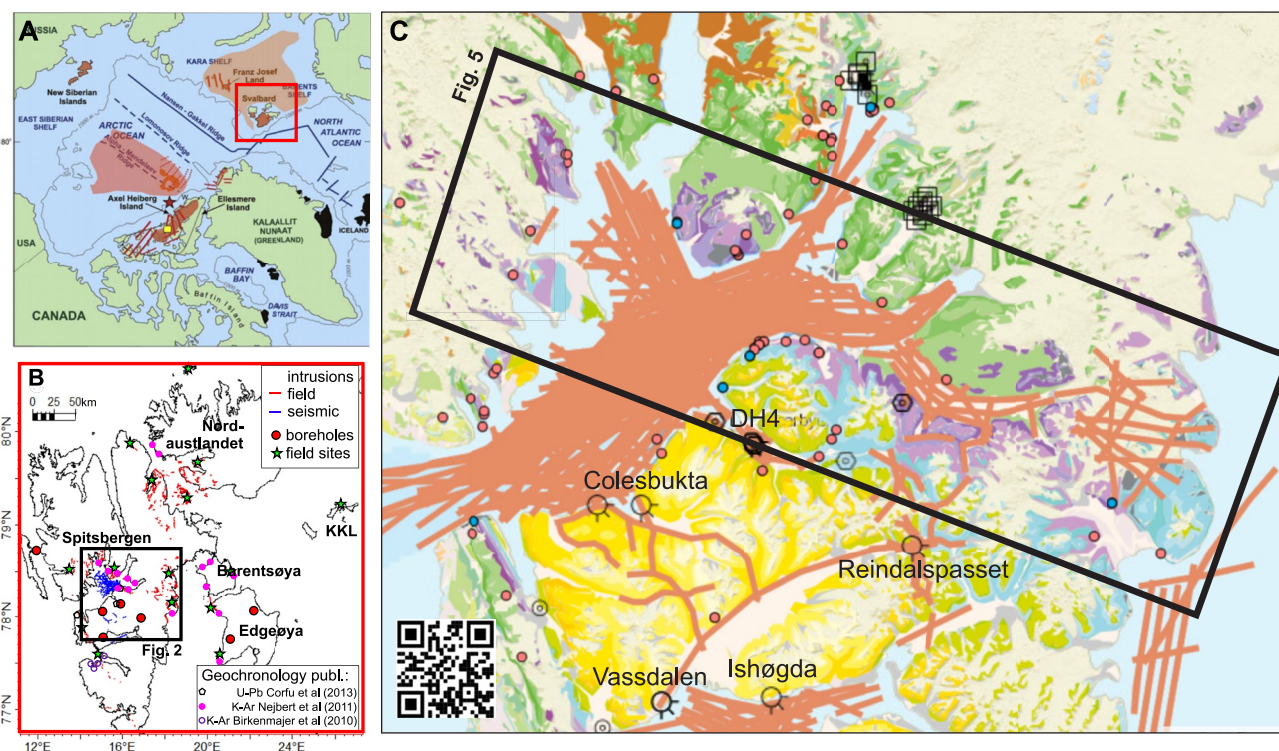 A
RUSSIA
KARA SHELF
Franz Josef
Land
BARENTS
SHELF
Svalbard
New Siberian
Islands
EAST SIBERIAN
SHELF
Nansen - Gakkel Ridge
Lomonosov Ridge
NORTH
ATLANTIC
OCEAN
80°
ARCTIC
OCEAN
Alpha - Mendeleev
Ridge
Axel Heiberg
Island
Ellesmere
Island
KALAALLIT
NUNAAT
(GREENLAND)
ICELAND
USA
BAFFIN
BAY
Baffin Island
DAVIS
STRAIT
CANADA
B
0 25 50km
intrusions
field
seismic
boreholes
field sites
Nord-
austlandet
80°N
79°N
78°N
77°N
KKL
Spitsbergen
Barentsøya
Edgeøya
Fig. 2
Geochronology publ.:
U-Pb Corfu et al (2013)
K-Ar Nejbert et al (2011)
K-Ar Birkenmajer et al (2010)
12°E 16°E 20°E 24°E
C
Fig. 5
DH4
Colesbukta
Reindalspasset
Vassdalen
Ishøgda